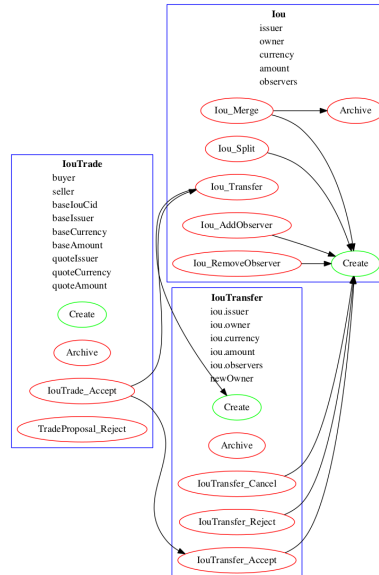 Iou
issuer
owner
currency
amount
observers
Iou_Merge
Archive
Iou_Split
Iou_Transfer
Iou_AddObserver
Iou_RemoveObserver
Create
IouTrade
buyer
seller
baseIouCid
baseIssuer
baseCurrency
baseAmount
quoteIssuer
quoteCurrency
quoteAmount
Create
Archive
IouTrade_Accept
TradeProposal_Reject
IouTransfer
iou.issuer
iou.owner
iou.currency
iou.amount
iou.observers
newOwner
Create
Archive
IouTransfer_Cancel
IouTransfer_Reject
IouTransfer_Accept